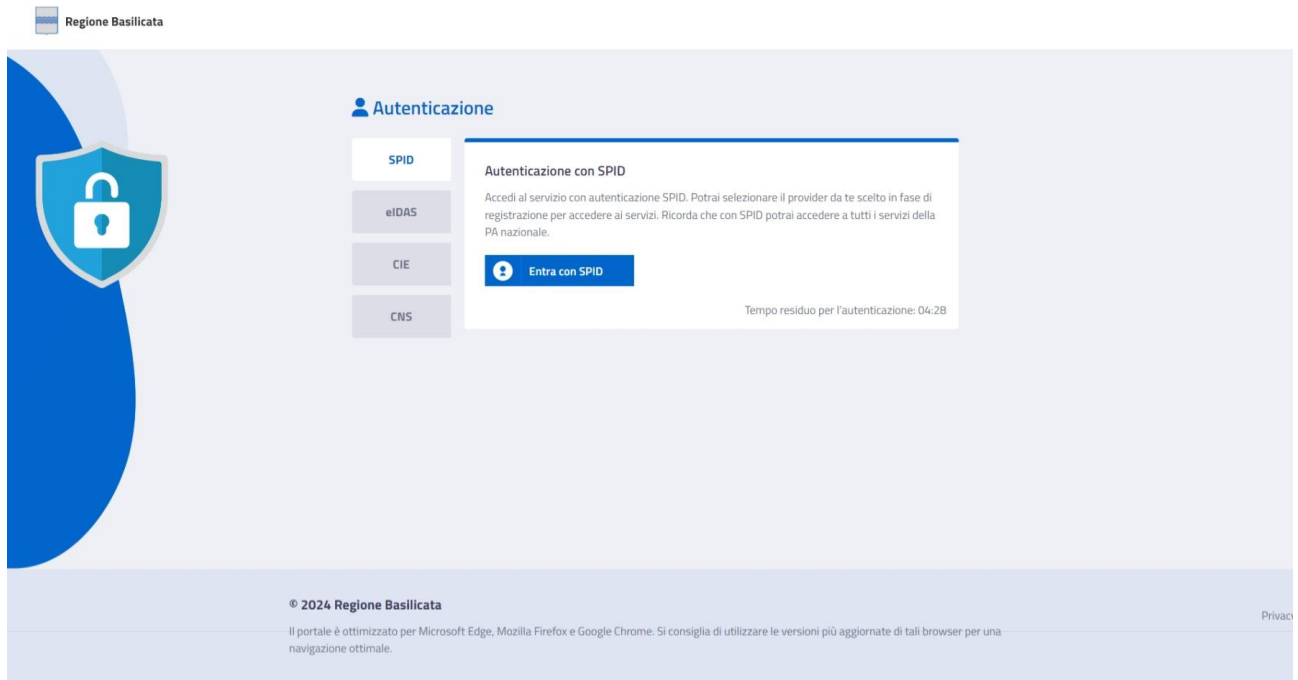 Regione Basilicata
Autenticazione
SPID
eIDAS
CIE
CNS
Autenticazione con SPID
Accedi al servizio con autenticazione SPID. Potrai selezionare il provider da te scelto in fase di
registrazione per accedere ai servizi. Ricorda che con SPID potrai accedere a tutti i servizi della
PA nazionale.
Entra con SPID
Tempo residuo per l'autenticazione: 04:28
© 2024 Regione Basilicata
Il portale è ottimizzato per Microsoft Edge, Mozilla Firefox e Google Chrome. Si consiglia di utilizzare le versioni più aggiornate di tali browser per una
navigazione ottimale.
Privacy